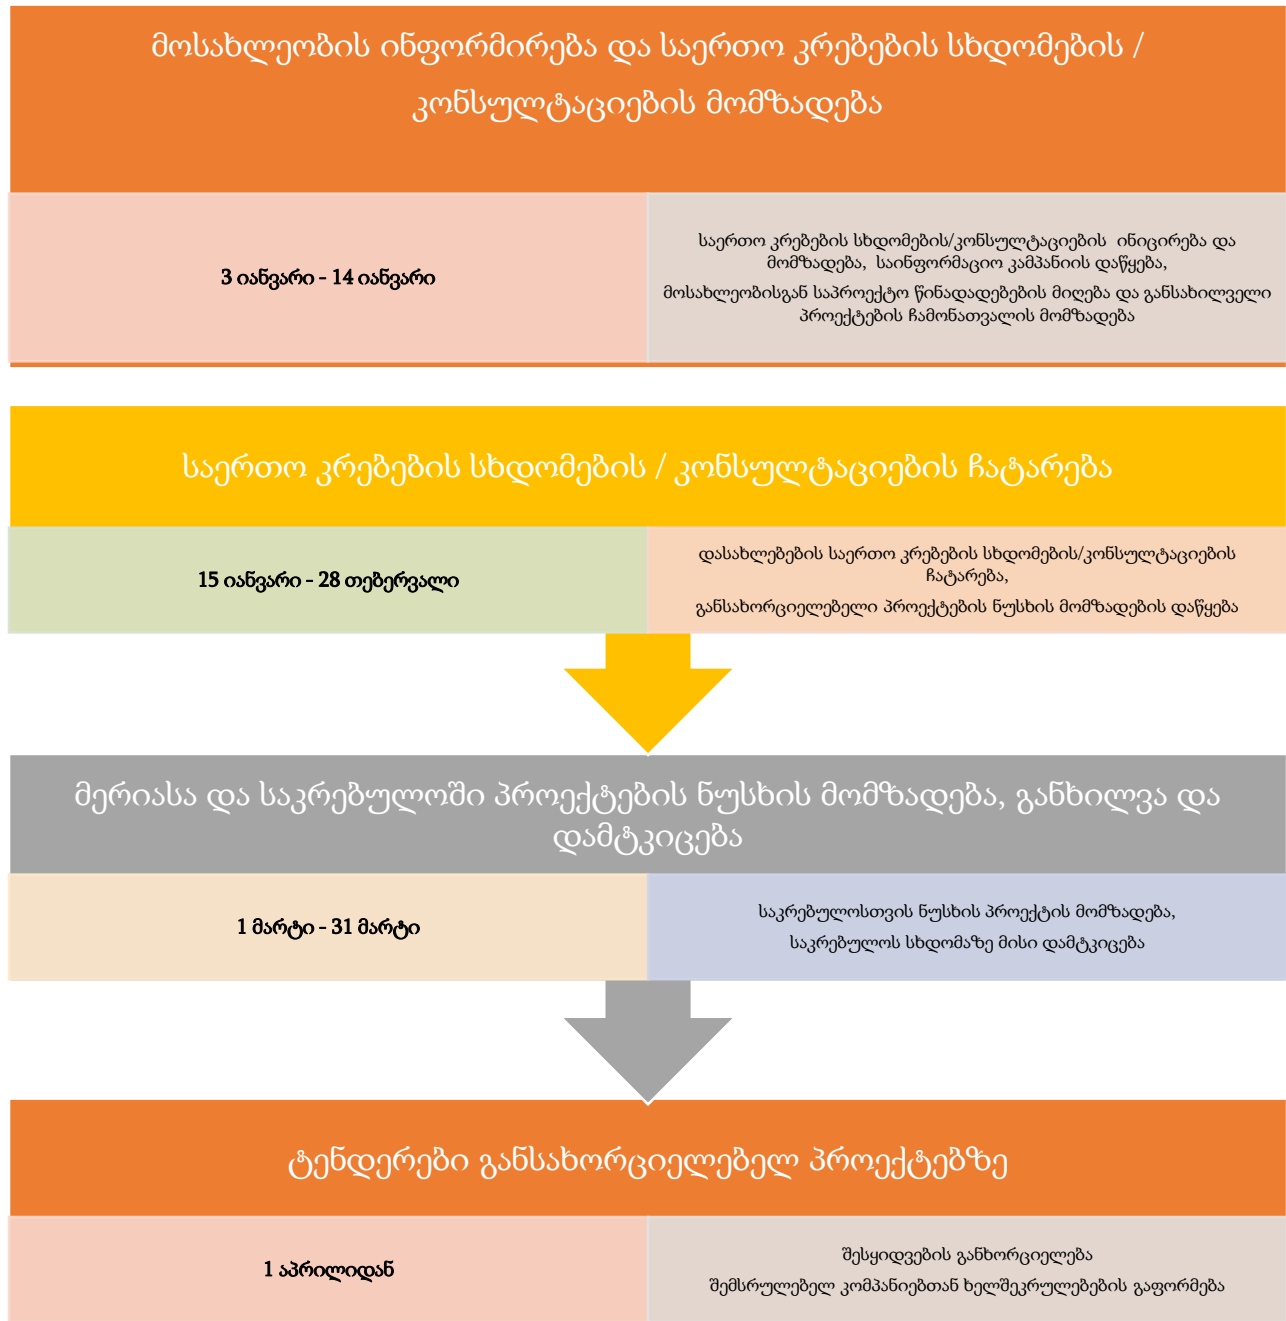 მოსახლეობის ინფორმირება და საერთო კრებების სხდომების /
კონსულტაციების მომზადება
3 იანვარი - 14 იანვარი
საერთო კრებების სხდომების/კონსულტაციების ინიცირება და
მომზადება, საინფორმაციო კამპანიის დაწყება,
მოსახლეობისგან საპროექტო წინადადებების მიღება და განსახილველი
პროექტების ჩამონათვალის მომზადება
საერთო კრებების სხდომების / კონსულტაციების ჩატარება
15 იანვარი - 28 თებერვალი
დასახლებების საერთო კრებების სხდომების/კონსულტაციების
ჩატარება,
განსახორციელებელი პროექტების ნუსხის მომზადების დაწყება
მერიასა და საკრებულოში პროექტების ნუსხის მომზადება, განხილვა და
დამტკიცება
1 მარტი - 31 მარტი
საკრებულოსთვის ნუსხის პროექტის მომზადება,
საკრებულოს სხდომაზე მისი დამტკიცება
ტენდერები განსახორციელებელ პროექტებზე
1 აპრილიდან
შესყიდვების განხორციელება
შემსრულებელ კომპანიებთან ხელშეკრულებების გაფორმება